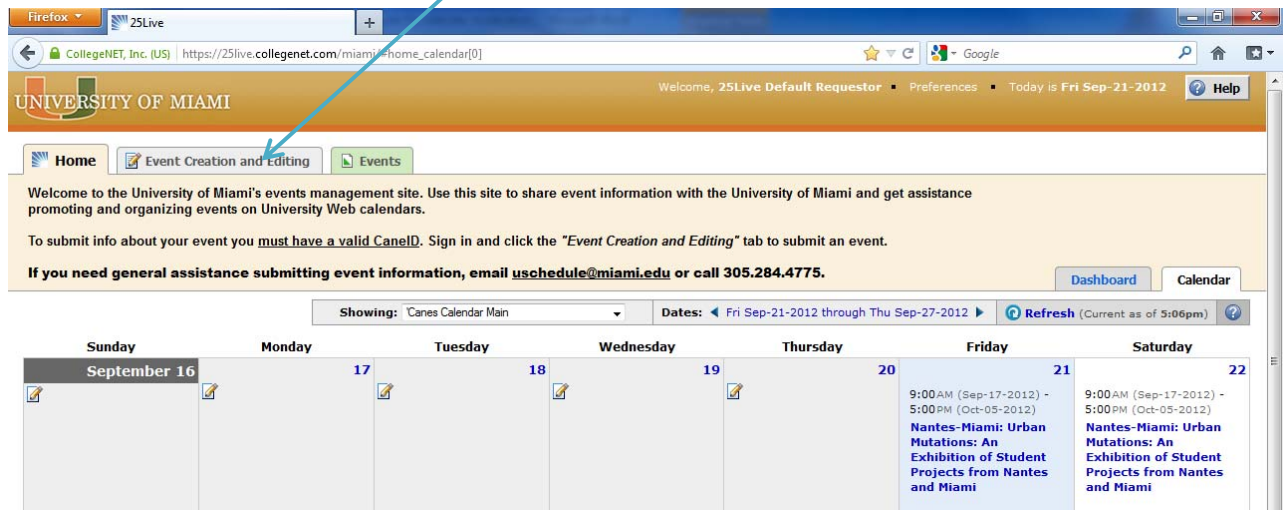 Firefox
25Live
+
CollegeNET, Inc. (US) https://25live.collegenet.com/miami/#home_calendar[0]
Google
UNIVERSITY OF MIAMI
Welcome, 25Live Default Requestor ▪ Preferences ▪ Today is Fri Sep-21-2012
Help
Home
Event Creation and Editing
Events
Welcome to the University of Miami's events management site. Use this site to share event information with the University of Miami and get assistance
promoting and organizing events on University Web calendars.
To submit info about your event you must have a valid CaneID. Sign in and click the "Event Creation and Editing" tab to submit an event.
If you need general assistance submitting event information, email uschedule@miami.edu or call 305.284.4775.
Dashboard
Calendar
Showing: 'Canes Calendar Main
Dates: Fri Sep-21-2012 through Thu Sep-27-2012
Refresh (Current as of 5:06pm)
Sunday Monday Tuesday Wednesday Thursday Friday Saturday
September 16 17 18 19 20 21 22
9:00AM (Sep-17-2012) -
5:00PM (Oct-05-2012)
Nantes-Miami: Urban
Mutations: An
Exhibition of Student
Projects from Nantes
and Miami
9:00AM (Sep-17-2012) -
5:00PM (Oct-05-2012)
Nantes-Miami: Urban
Mutations: An
Exhibition of Student
Projects from Nantes
and Miami